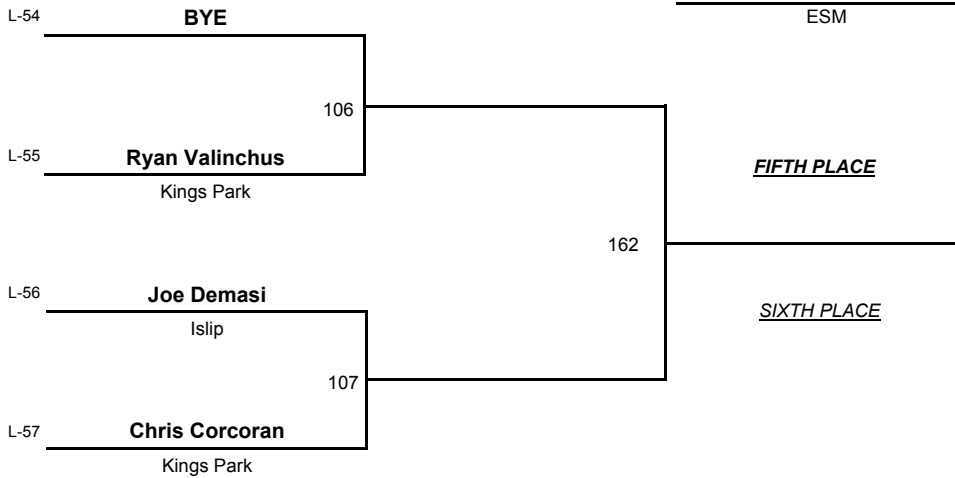 L-54 BYE
ESM
106
L-55 Ryan Valinchus
Kings Park
FIFTH PLACE
162
L-56 Joe Demasi
Islip
SIXTH PLACE
107
L-57 Chris Corcoran
Kings Park